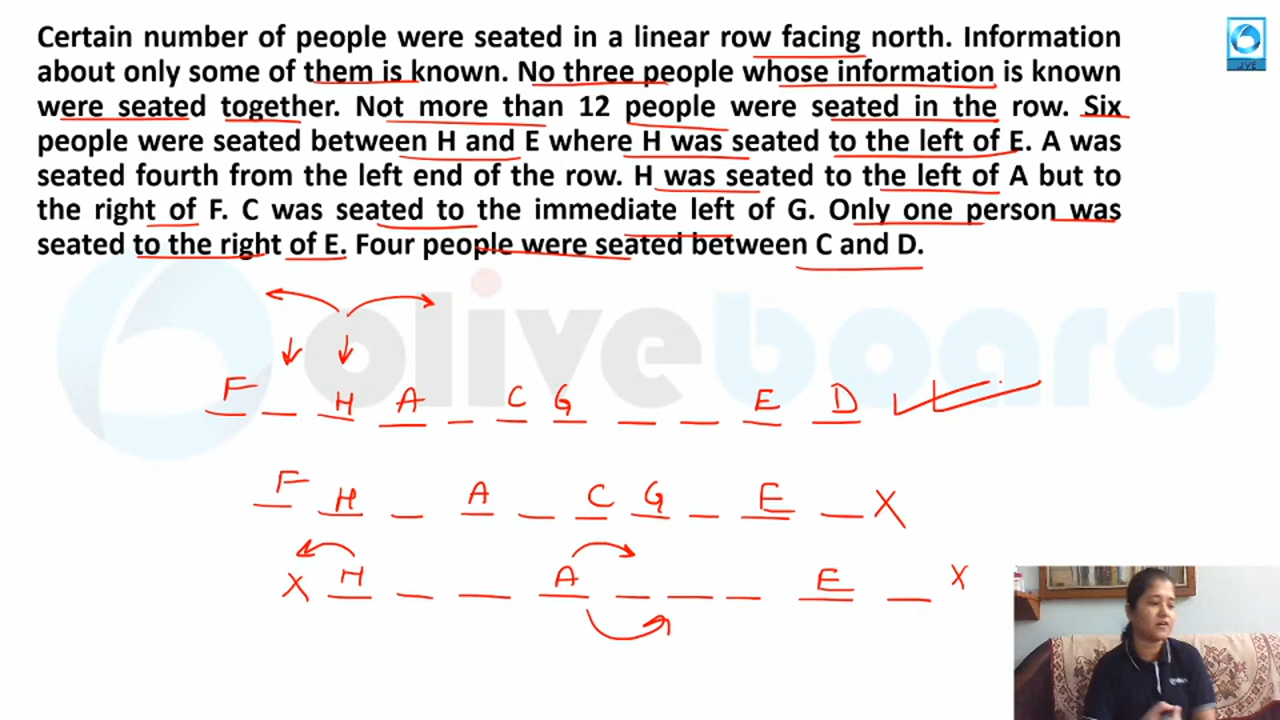 Certain number of people were seated in a linear row facing north. Information
about only some of them is known. No three people whose information is known
were seated together. Not more than 12 people were seated in the row. Six
people were seated between H and E where H was seated to the left of E. A was
seated fourth from the left end of the row. H was seated to the left of A but to
the right of F. C was seated to the immediate left of G. Only one person was
seated to the right of E. Four people were seated between C and D.
oliveboard
F _ H A _ C G _ _ E D
F H _ A _ C G _ E _ X
X H _ _ A _ _ _ E _ X
JIVE